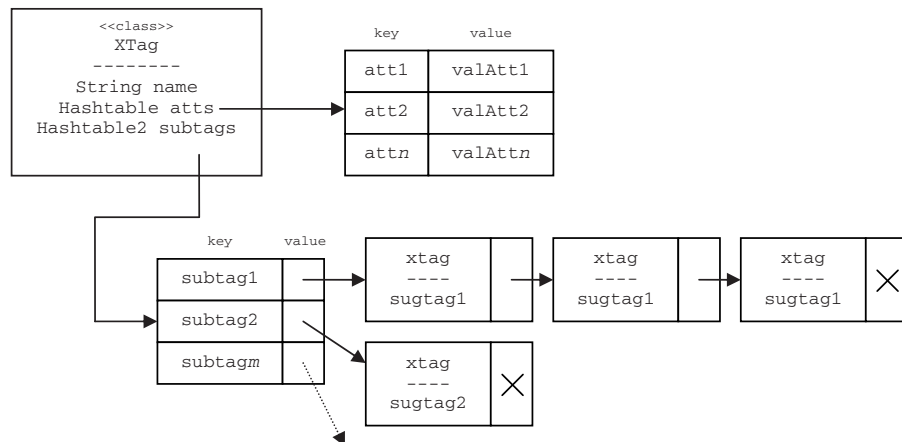 <<class>>
XTag
--------
String name
Hashtable atts
Hashtable2 subtags
key value
att1 valAtt1
att2 valAtt2
attn valAttn
key value
subtag1
subtag2
subtagm
xtag
----
sugtag1
xtag
----
sugtag1
xtag
----
sugtag1
xtag
----
sugtag2